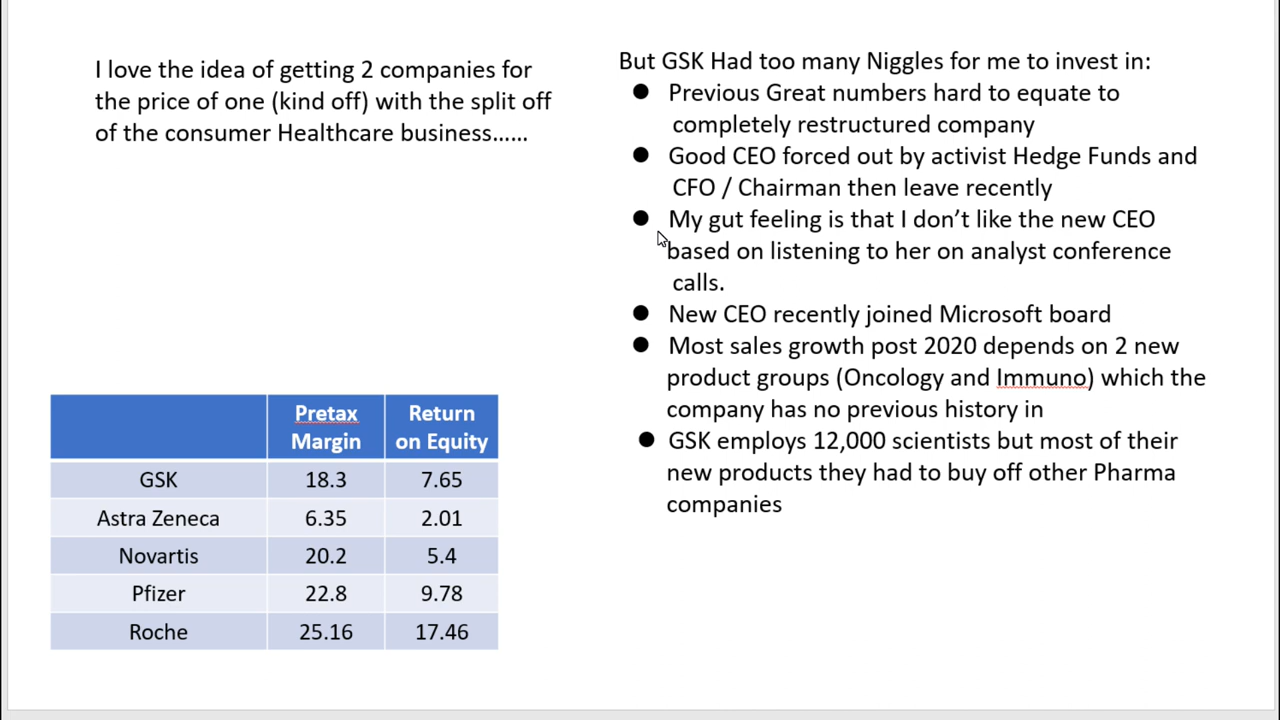 I love the idea of getting 2 companies for
the price of one (kind off) with the split off
of the consumer Healthcare business......
But GSK Had too many Niggles for me to invest in:
● Previous Great numbers hard to equate to
completely restructured company
● Good CEO forced out by activist Hedge Funds and
CFO / Chairman then leave recently
● My gut feeling is that I don’t like the new CEO
based on listening to her on analyst conference
calls.
● New CEO recently joined Microsoft board
● Most sales growth post 2020 depends on 2 new
product groups (Oncology and Immuno) which the
company has no previous history in
● GSK employs 12,000 scientists but most of their
new products they had to buy off other Pharma
companies
Pretax Return
Margin on Equity
GSK 18.3 7.65
Astra Zeneca 6.35 2.01
Novartis 20.2 5.4
Pfizer 22.8 9.78
Roche 25.16 17.46